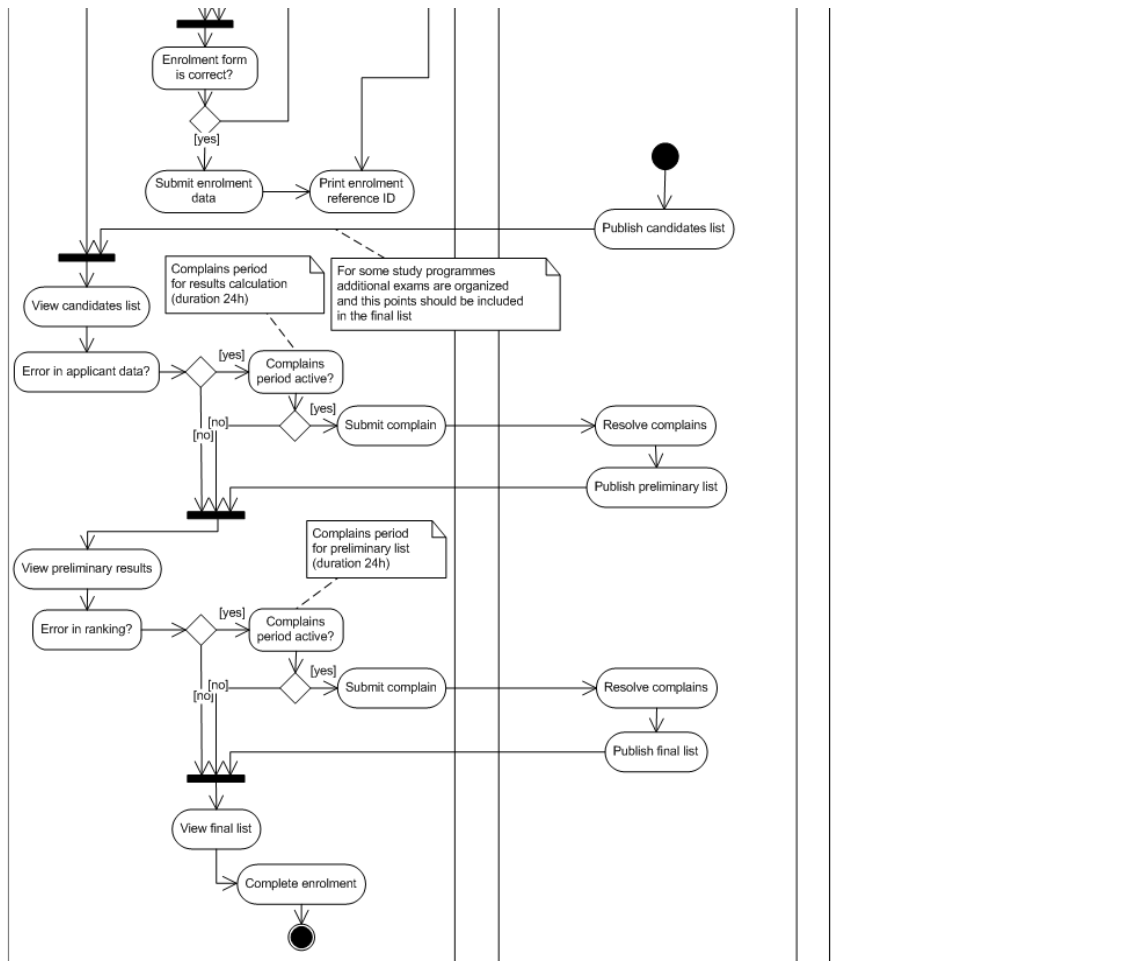 Enrolment form
is correct?
[yes]
Submit enrolment
data
Print enrolment
reference ID
Publish candidates list
Complains period
for results calculation
(duration 24h)
For some study programmes
additional exams are organized
and this points should be included
in the final list
View candidates list
Error in applicant data?
[yes]
Complains
period active?
[yes]
[no]
[no]
Submit complain
Resolve complains
Publish preliminary list
Complains period
for preliminary list
(duration 24h)
View preliminary results
Error in ranking?
[yes]
Complains
period active?
[yes]
[no]
[no]
Submit complain
Resolve complains
Publish final list
View final list
Complete enrolment